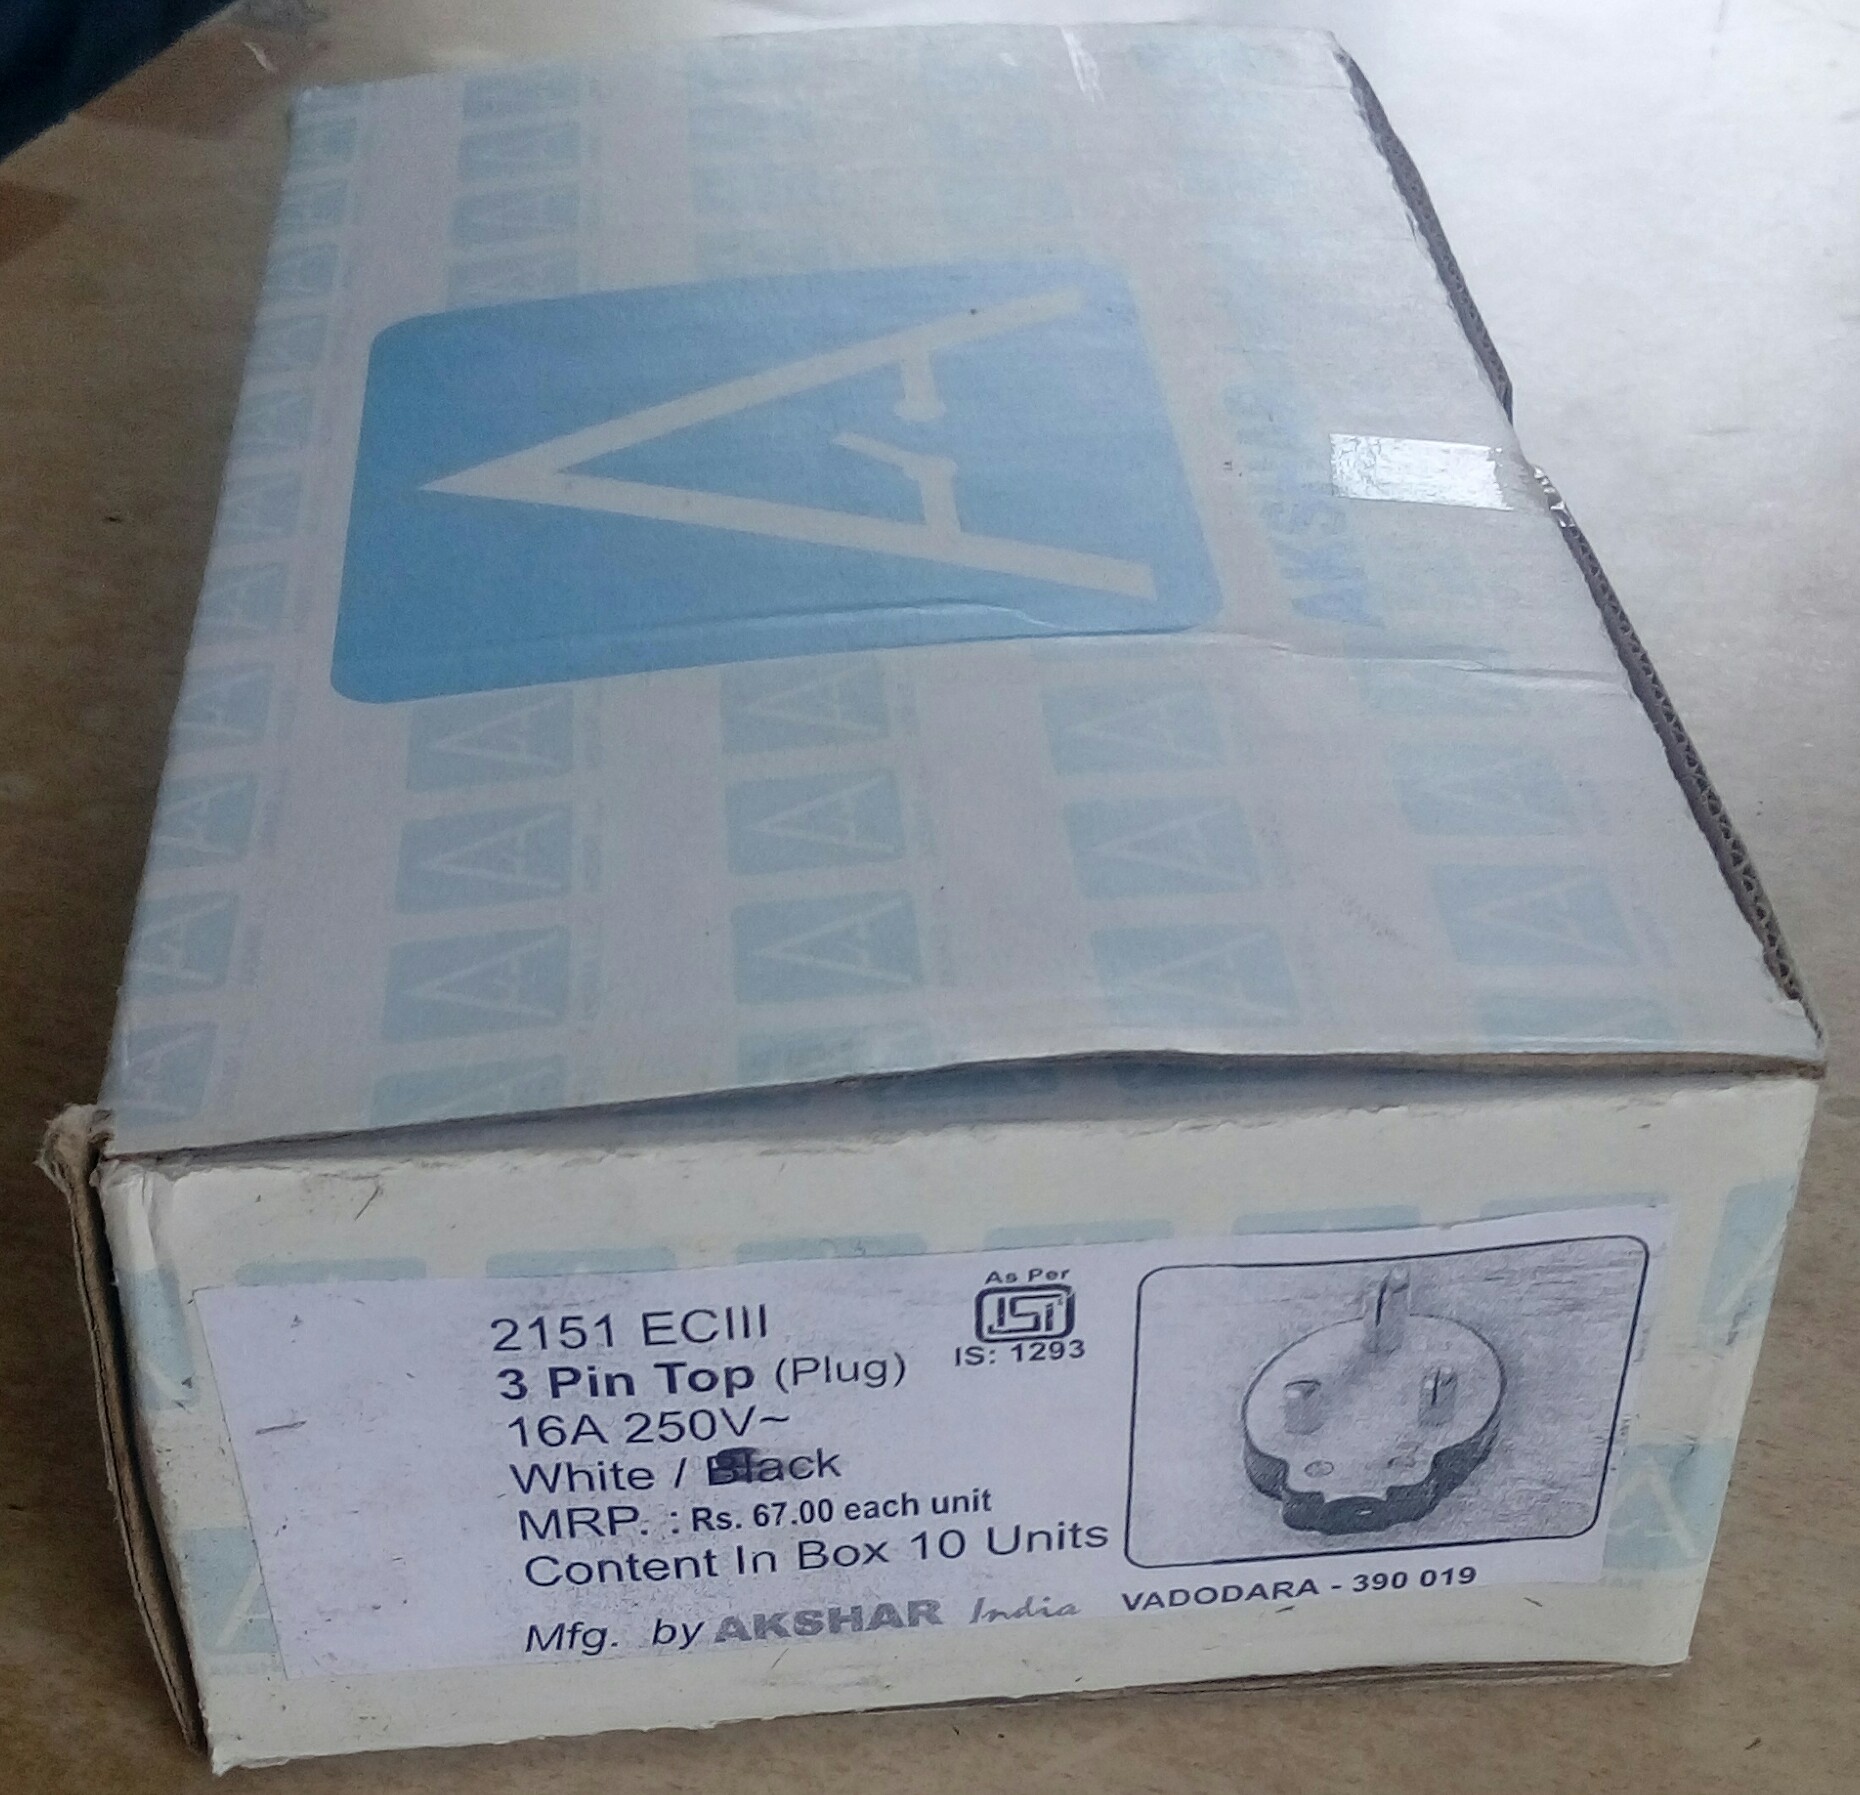 AKSHAR
2151 ECIII
3 Pin Top (Plug)
16A 250V~
White / Black
MRP. : Rs. 67.00 each unit
Content In Box 10 Units
Mfg. by AKSHAR India VADODARA - 390 019
As Per
ISI
IS: 1293